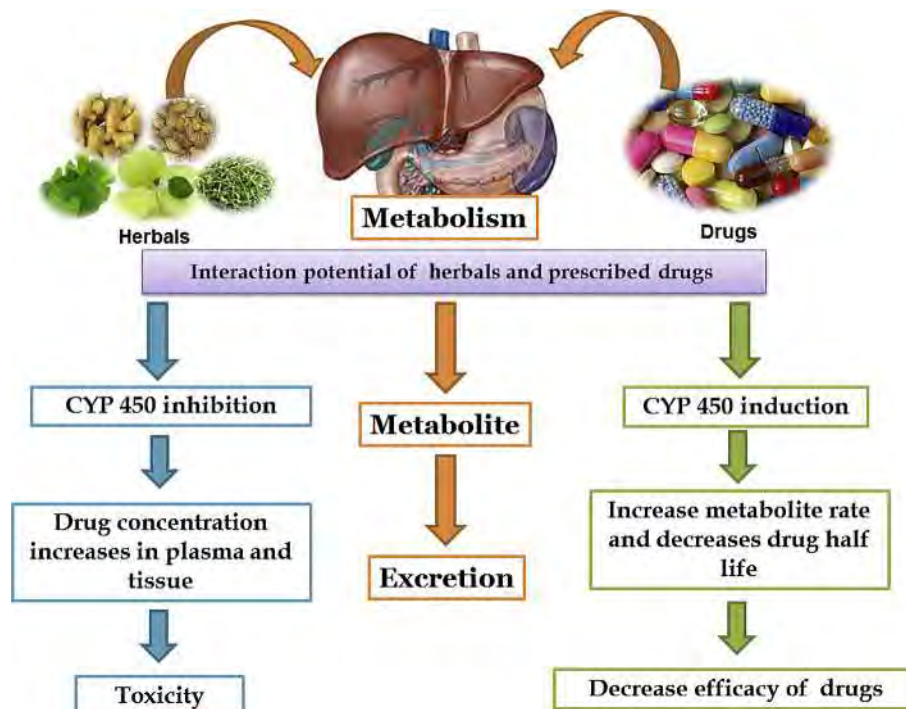 Herbals
Metabolism
Drugs
Interaction potential of herbals and prescribed drugs
CYP 450 inhibition
Metabolite
CYP 450 induction
Drug concentration
increases in plasma and
tissue
Excretion
Increase metabolite rate
and decreases drug half
life
Toxicity
Decrease efficacy of drugs